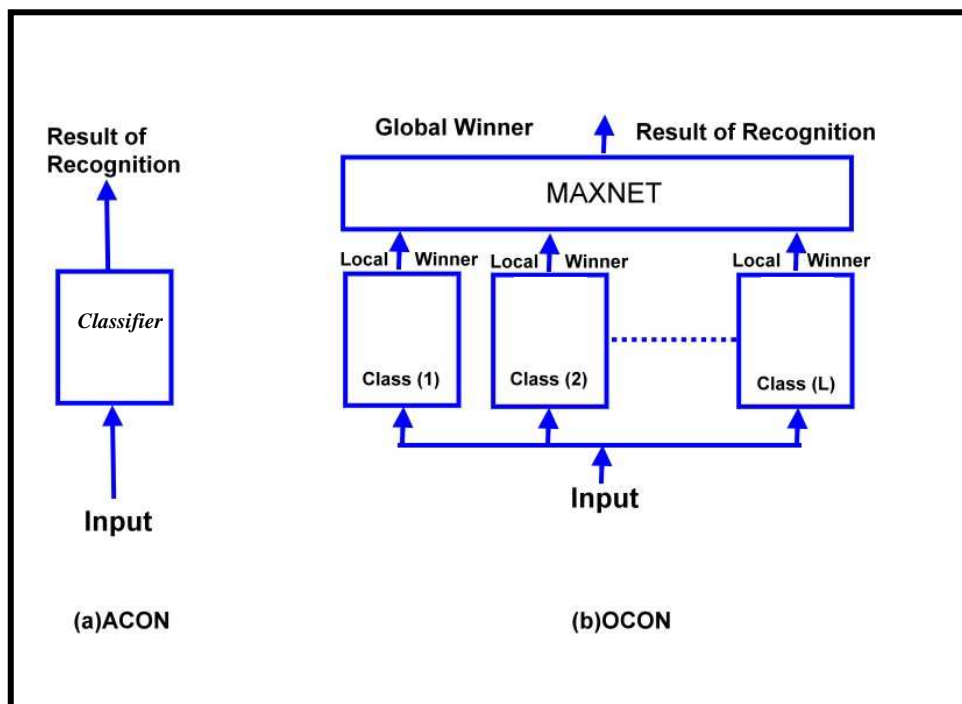 Result of
Recognition
Classifier
Input
(a)ACON
Global Winner
Result of Recognition
MAXNET
Local Winner
Local Winner
Local Winner
Class (1)
Class (2)
Class (L)
Input
(b)OCON